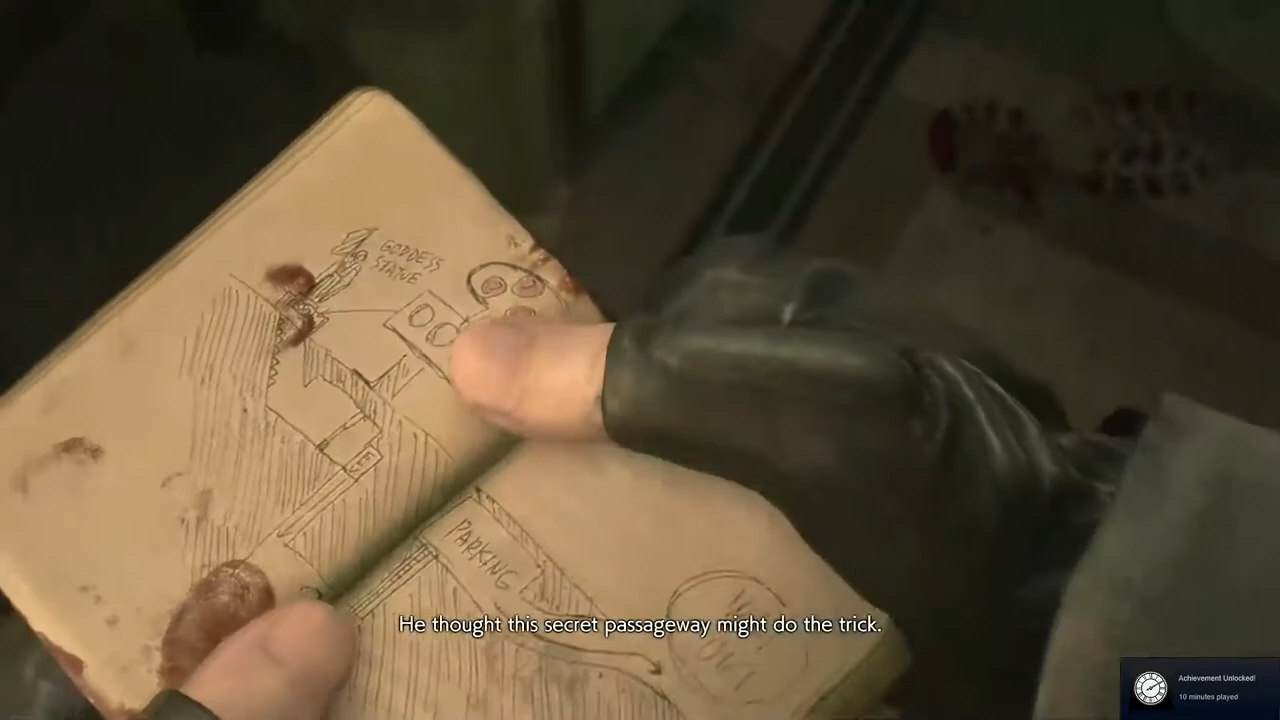 GODDESS
STATUE
PARKING
He thought this secret passageway might do the trick.
Achievement Unlocked!
10 minutes played